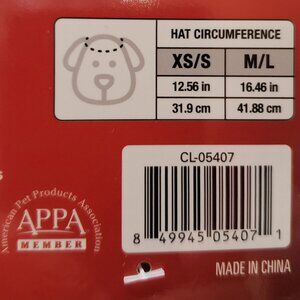 HAT CIRCUMFERENCE
XS/S M/L
12.56 in 16.46 in
31.9 cm 41.88 cm
CL-05407
8 49945 05407 1
American Pet Products Association
APPA
MEMBER
MADE IN CHINA